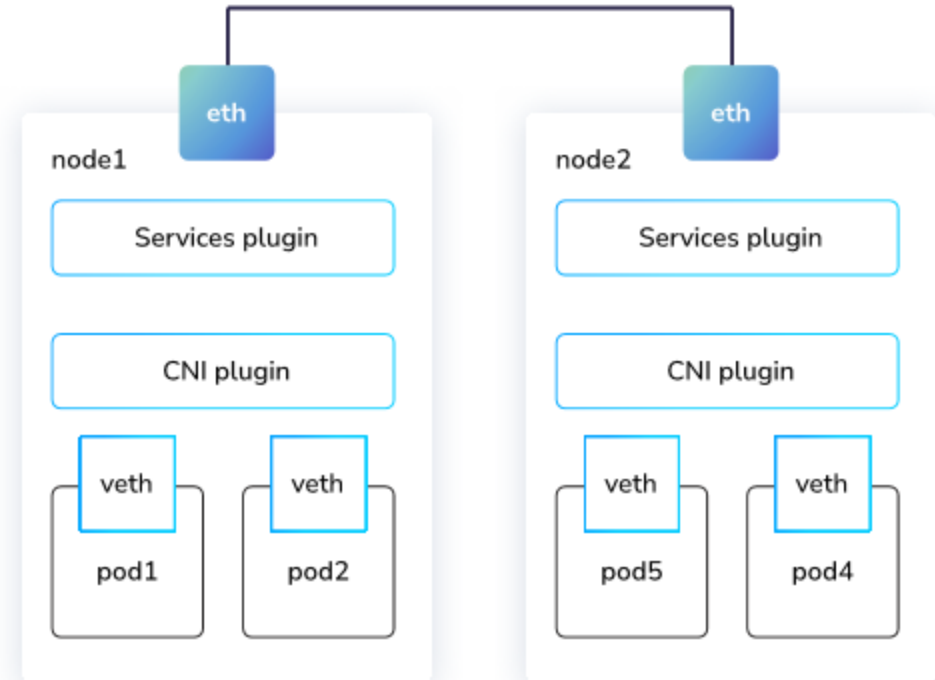 eth
eth
node1
node2
Services plugin
Services plugin
CNI plugin
CNI plugin
veth
veth
veth
veth
pod1
pod2
pod5
pod4